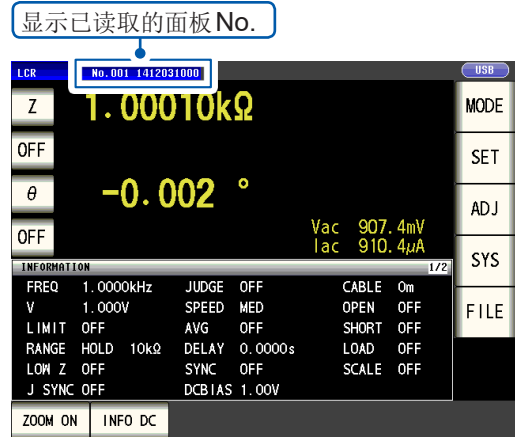 显示已读取的面板No.
LCR No.001 1412031000 USB
Z 1.00010kΩ MODE
OFF SET
θ -0.002 ° ADJ
OFF Vac 907.4mV
Iac 910.4μA SYS
INFORMATION 1/2
FREQ 1.0000kHz JUDGE OFF CABLE 0m
V 1.000V SPEED MED OPEN OFF FILE
LIMIT OFF AVG OFF SHORT OFF
RANGE HOLD 10kΩ DELAY 0.0000s LOAD OFF
LOW Z OFF SYNC OFF SCALE OFF
J SYNC OFF DCBIAS 1.00V
ZOOM ON INFO DC